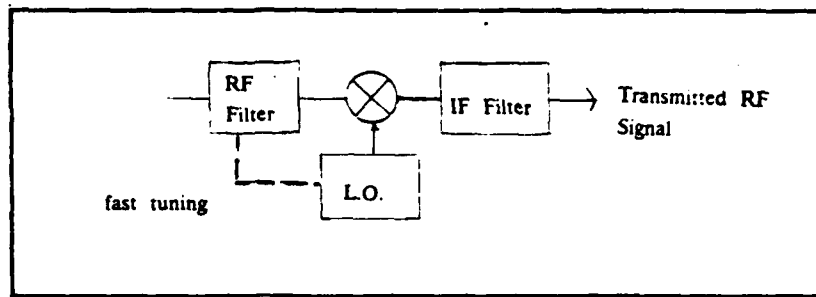 RF
Filter
IF Filter
Transmitted RF
Signal
L.O.
fast tuning